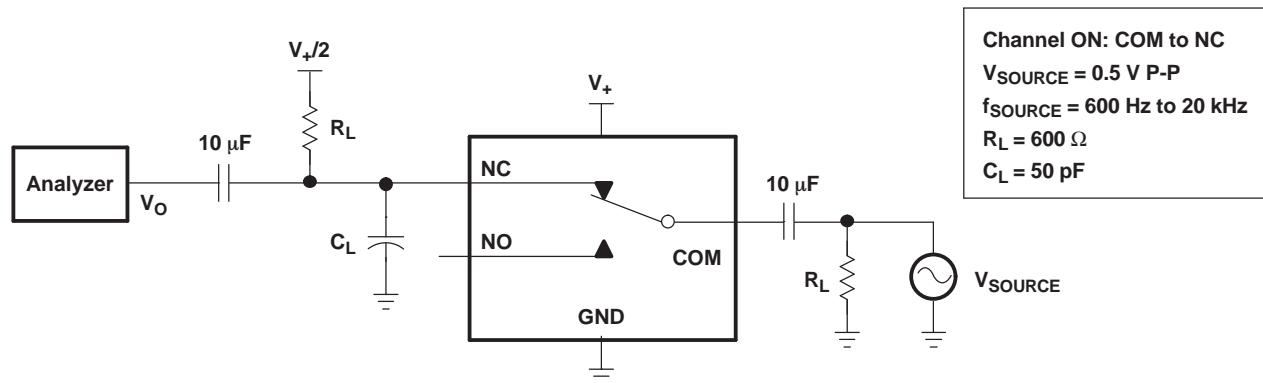 Channel ON: COM to NC
V+/2
VSOURCE = 0.5 V P-P
V+
fSOURCE = 600 Hz to 20 kHz
RL
RL = 600 Ω
10 μF
CL = 50 pF
Analyzer
NC
10 μF
VO
CL
NO
COM
RL
VSOURCE
GND